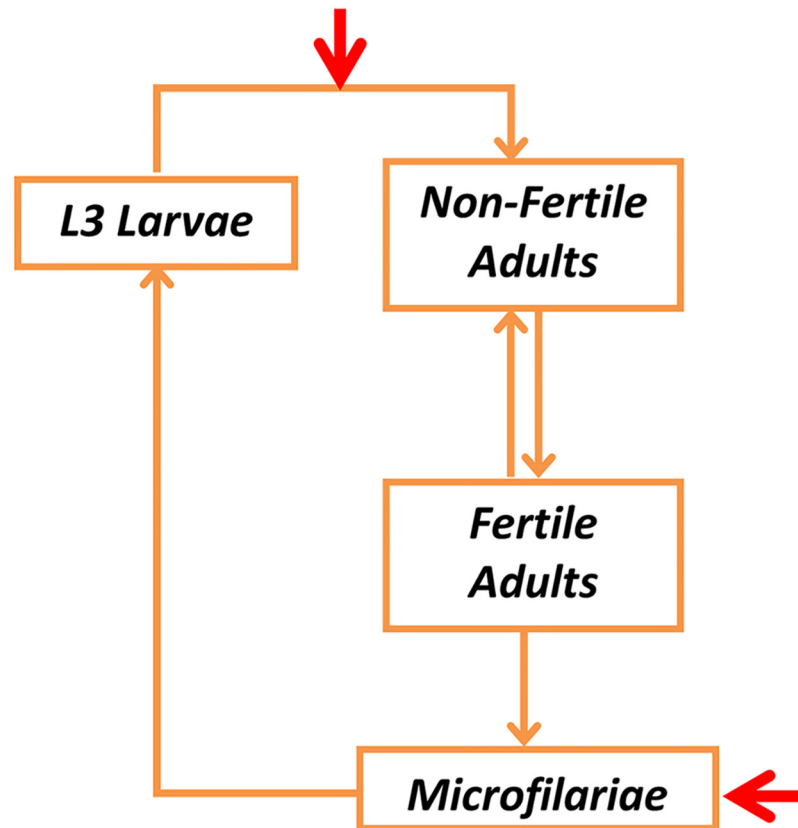 L3 Larvae
Non-Fertile
Adults
Fertile
Adults
Microfilariae